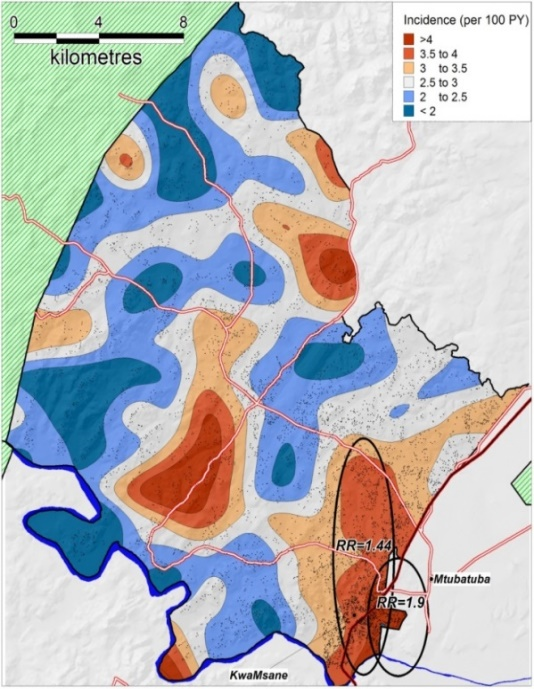 0 4 8
kilometres
Incidence (per 100 PY)
>4
3.5 to 4
3 to 3.5
2.5 to 3
2 to 2.5
< 2
RR=1.44
RR=1.9
Mtubatuba
KwaMsane